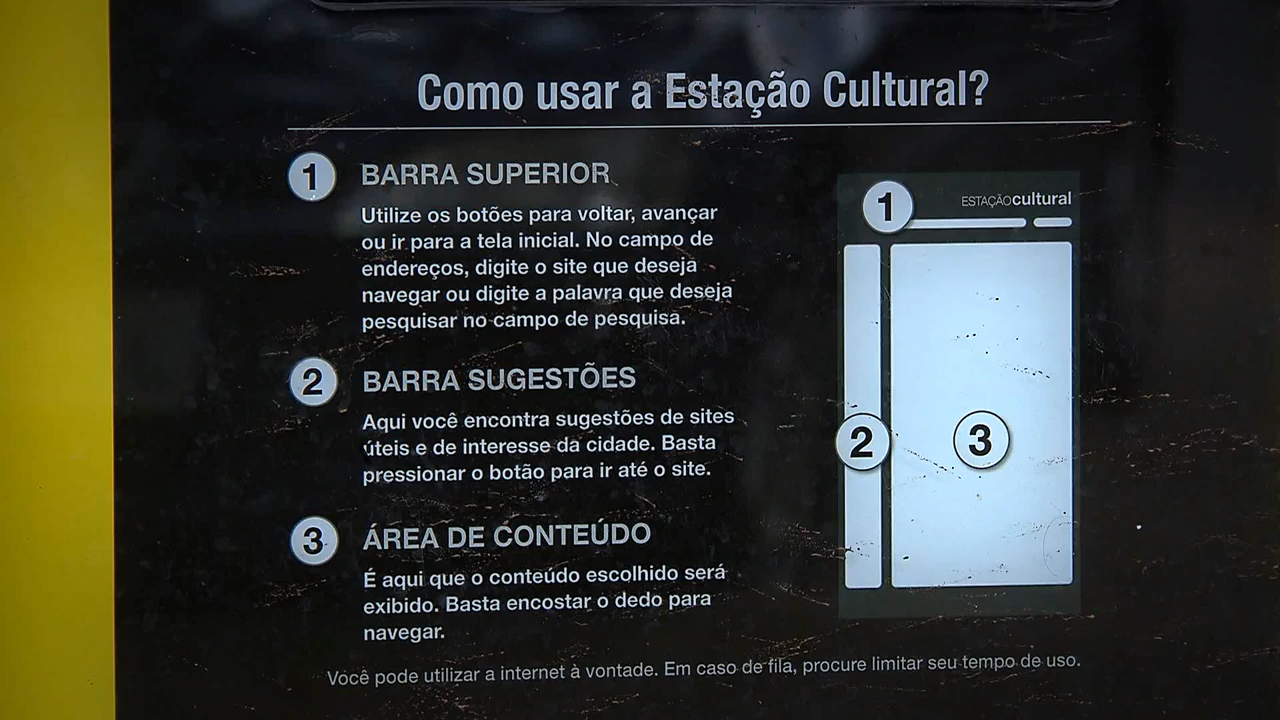 Como usar a Estação Cultural?
1 BARRA SUPERIOR
Utilize os botões para voltar, avançar
ou ir para a tela inicial. No campo de
endereços, digite o site que deseja
navegar ou digite a palavra que deseja
pesquisar no campo de pesquisa.
2 BARRA SUGESTÕES
Aqui você encontra sugestões de sites
úteis e de interesse da cidade. Basta
pressionar o botão para ir até o site.
3 ÁREA DE CONTEÚDO
É aqui que o conteúdo escolhido será
exibido. Basta encostar o dedo para
navegar.
1 ESTAÇÃOcultural
2 3
Você pode utilizar a internet à vontade. Em caso de fila, procure limitar seu tempo de uso.